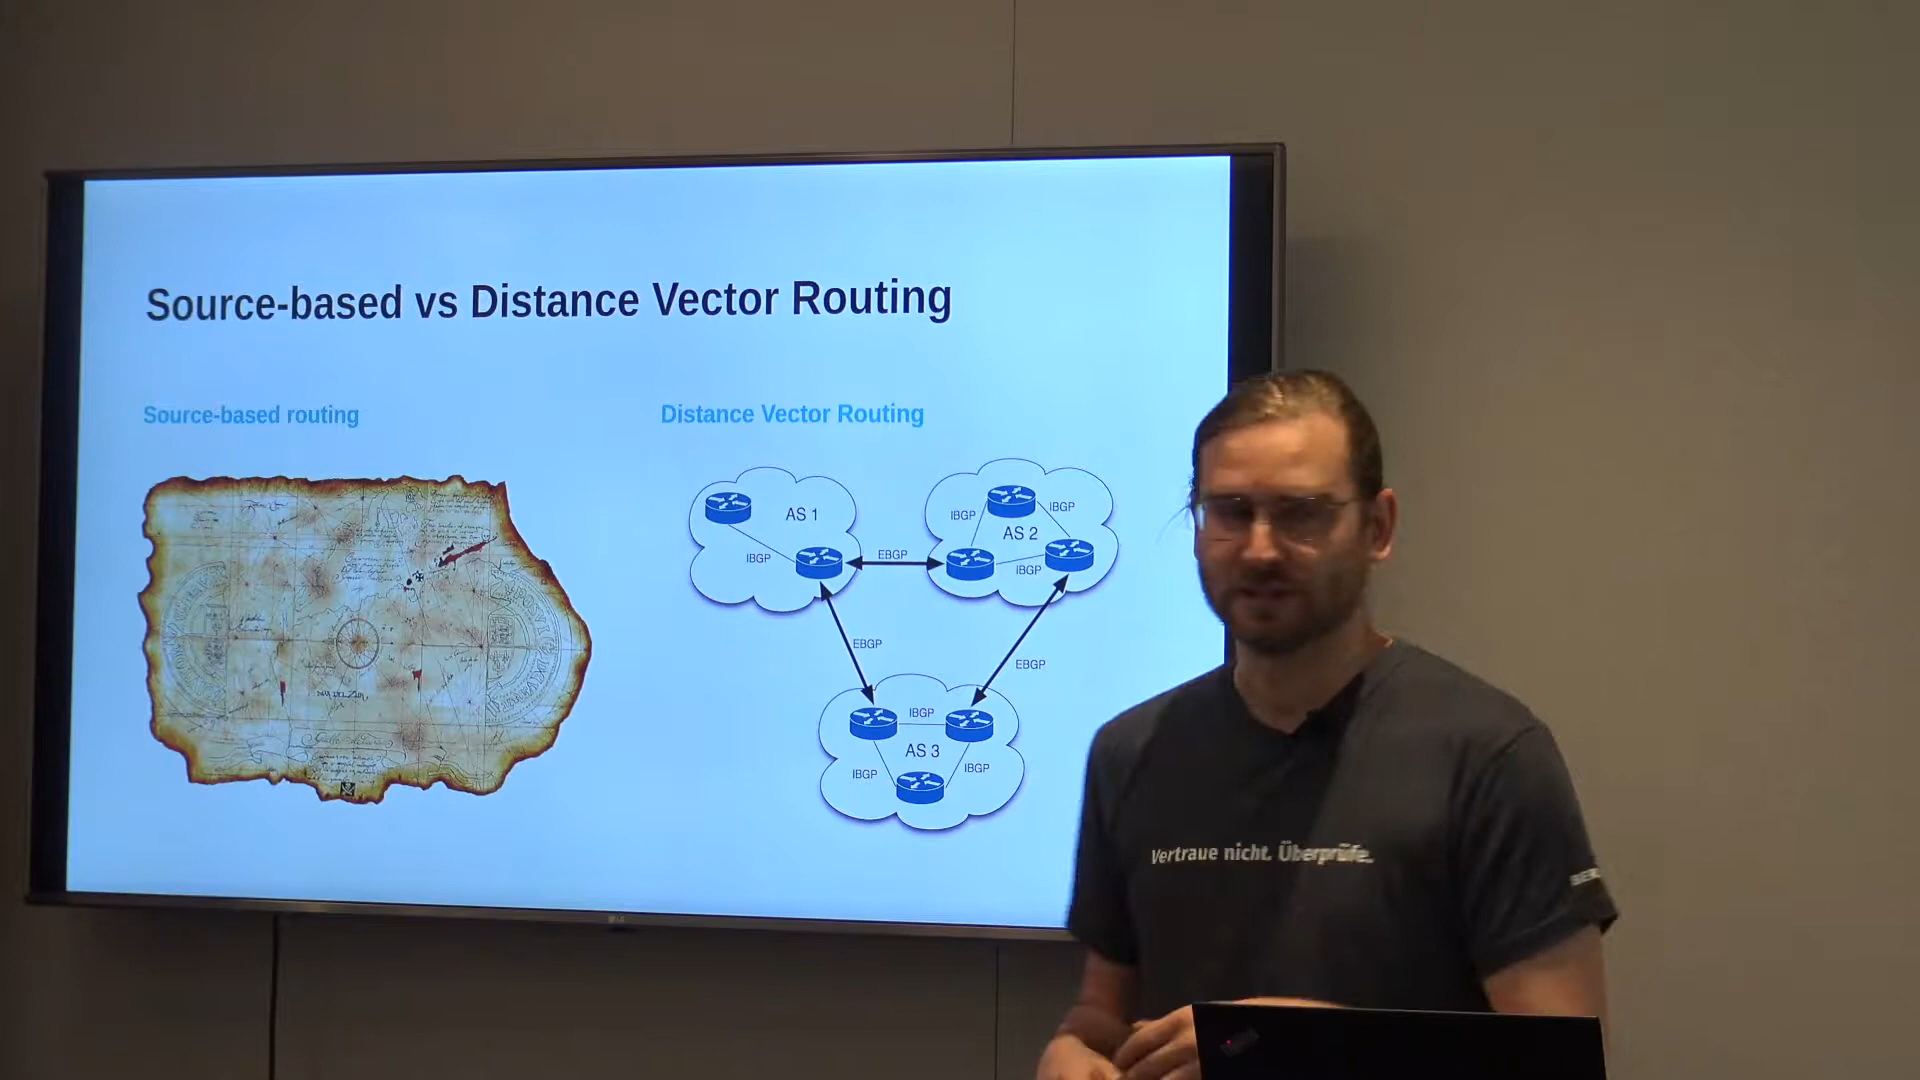 Source-based vs Distance Vector Routing
Source-based routing
Distance Vector Routing
AS 1
IBGP
EBGP
IBGP
IBGP
AS 2
IBGP
EBGP
EBGP
IBGP
AS 3
IBGP
IBGP
Vertraue nicht. Überprüfe.
LG